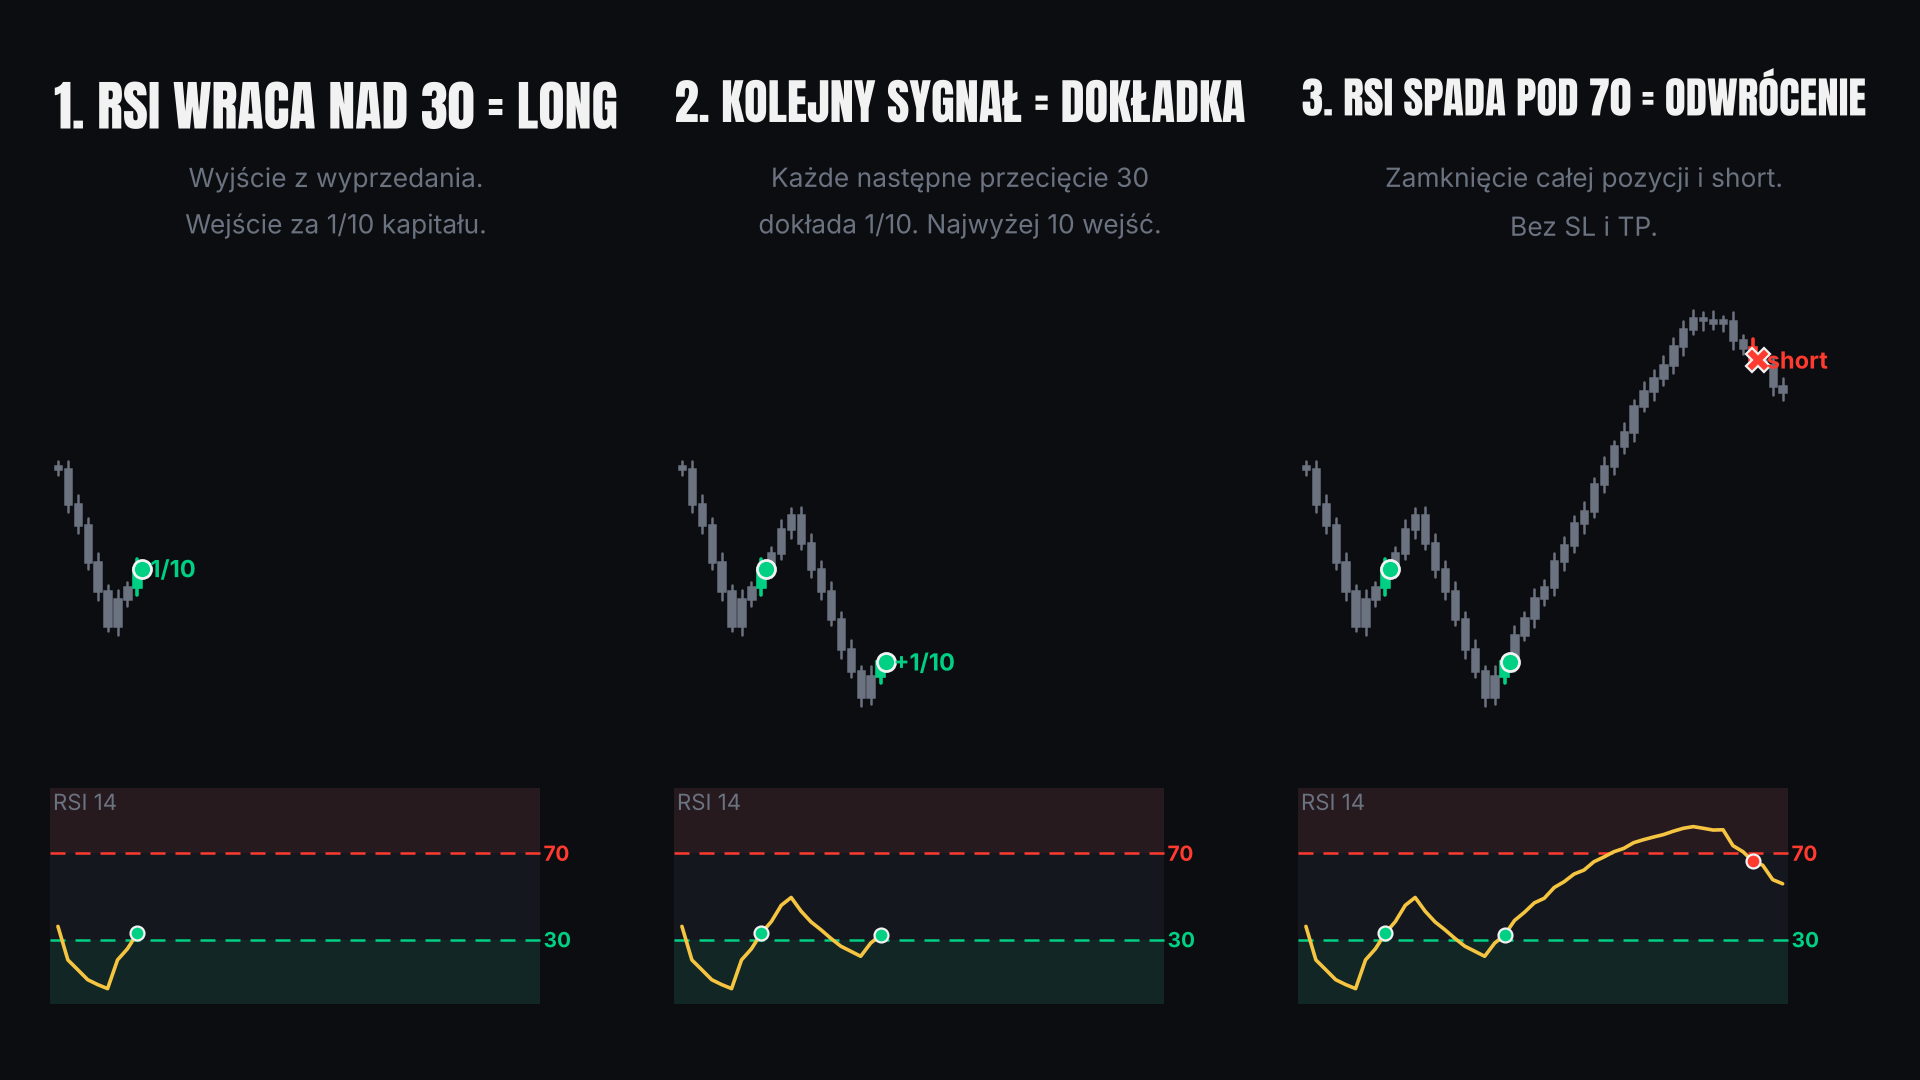 1. RSI WRACA NAD 30 = LONG
Wyjście z wyprzedania.
Wejście za 1/10 kapitału.
1/10
RSI 14
70
30
2. KOLEJNY SYGNAŁ = DOKŁADKA
Każde następne przecięcie 30
dokłada 1/10. Najwyżej 10 wejść.
+1/10
RSI 14
70
30
3. RSI SPADA POD 70 = ODWRÓCENIE
Zamknięcie całej pozycji i short.
Bez SL i TP.
short
RSI 14
70
30